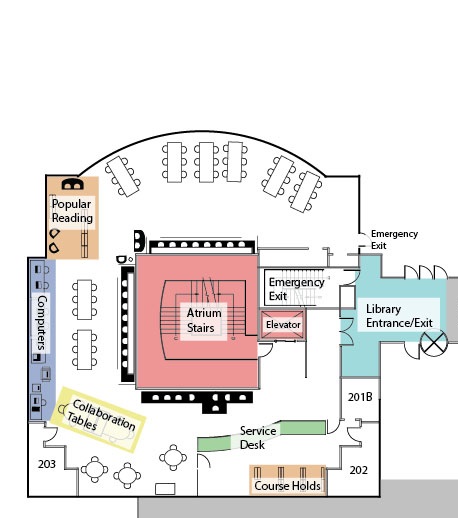 Popular
Reading
Emergency
Exit
Emergency
Exit
Library
Entrance/Exit
Computers
Atrium
Stairs
Elevator
201B
Collaboration
Tables
Service
Desk
203
202
Course Holds